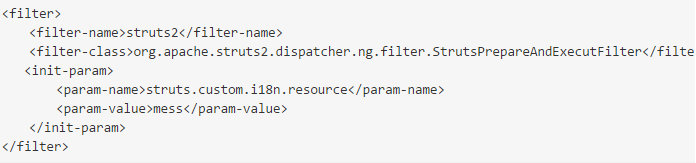 <filter>
<filter-name>struts2</filter-name>
<filter-class>org.apache.struts2.dispatcher.ng.filter.StrutsPrepareAndExecutFilter</filte
<init-param>
<param-name>struts.custom.i18n.resource</param-name>
<param-value>mess</param-value>
</init-param>
</filter>